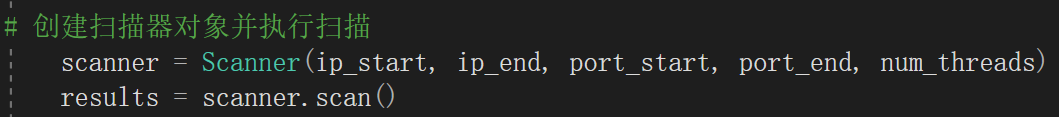 # 创建扫描器对象并执行扫描
scanner = Scanner(ip_start, ip_end, port_start, port_end, num_threads)
results = scanner.scan()